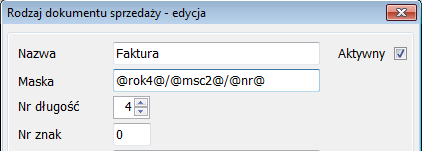 Rodzaj dokumentu sprzedaży - edycja
Nazwa Faktura Aktywny
Maska @rok4@/@msc2@/@nr@
Nr długość 4
Nr znak 0